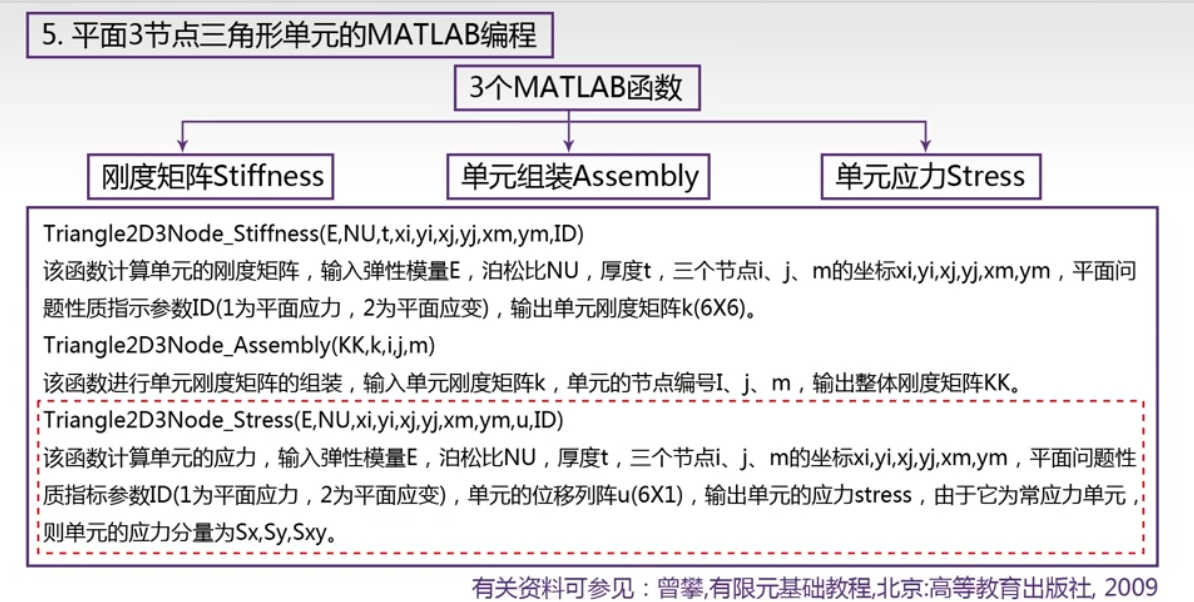 5. 平面3节点三角形单元的MATLAB编程
3个MATLAB函数
刚度矩阵Stiffness
单元组装Assembly
单元应力Stress
Triangle2D3Node_Stiffness(E,NU,t,xi,yi,xj,yj,xm,ym,ID)
该函数计算单元的刚度矩阵，输入弹性模量E，泊松比NU，厚度t，三个节点i、j、m的坐标xi,yi,xj,yj,xm,ym，平面问
题性质指示参数ID(1为平面应力，2为平面应变)，输出单元刚度矩阵k(6X6)。
Triangle2D3Node_Assembly(KK,k,i,j,m)
该函数进行单元刚度矩阵的组装，输入单元刚度矩阵k，单元的节点编号I、j、m，输出整体刚度矩阵KK。
Triangle2D3Node_Stress(E,NU,xi,yi,xj,yj,xm,ym,u,ID)
该函数计算单元的应力，输入弹性模量E，泊松比NU，厚度t，三个节点i、j、m的坐标xi,yi,xj,yj,xm,ym，平面问题性
质指标参数ID(1为平面应力，2为平面应变)，单元的位移列阵u(6X1)，输出单元的应力stress，由于它为常应力单元，
则单元的应力分量为Sx,Sy,Sxy。
有关资料可参见：曾攀,有限元基础教程,北京:高等教育出版社, 2009